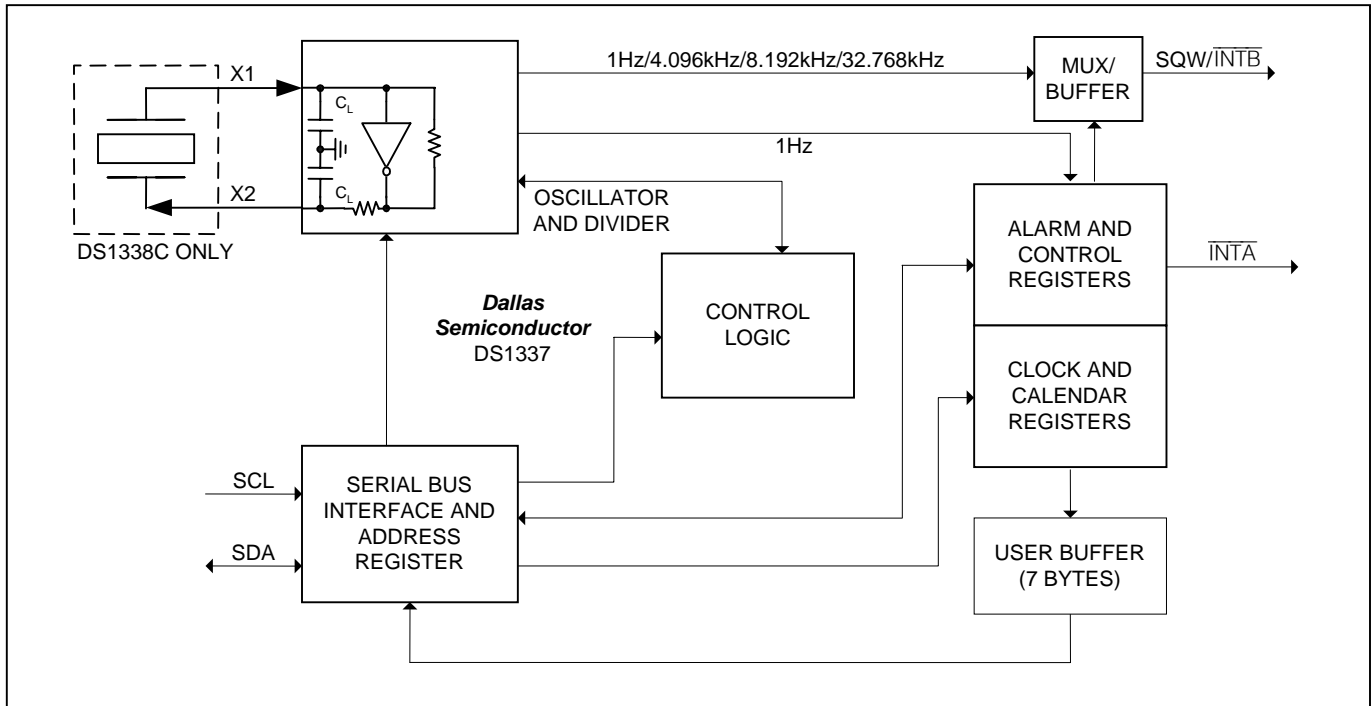 1Hz/4.096kHz/8.192kHz/32.768kHz
MUX/
BUFFER
SQW/I̅N̅T̅B̅
X1
C_L
1Hz
X2
C_L
OSCILLATOR
AND DIVIDER
DS1338C ONLY
ALARM AND
CONTROL
REGISTERS
I̅N̅T̅A̅
Dallas
Semiconductor
DS1337
CONTROL
LOGIC
CLOCK AND
CALENDAR
REGISTERS
SCL
SERIAL BUS
INTERFACE AND
ADDRESS
REGISTER
SDA
USER BUFFER
(7 BYTES)